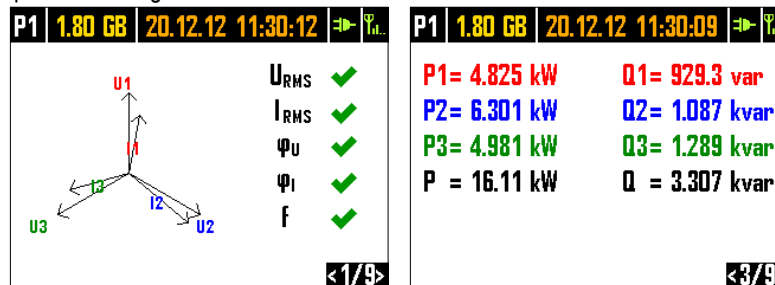 P1 1.80 GB 20.12.12 11:30:12
U1
I1
I3
I2
U3
U2
URMS
IRMS
φU
φI
f
<1/9>
P1 1.80 GB 20.12.12 11:30:09
P1= 4.825 kW Q1= 929.3 var
P2= 6.301 kW Q2= 1.087 kvar
P3= 4.981 kW Q3= 1.289 kvar
P = 16.11 kW Q = 3.307 kvar
<3/9